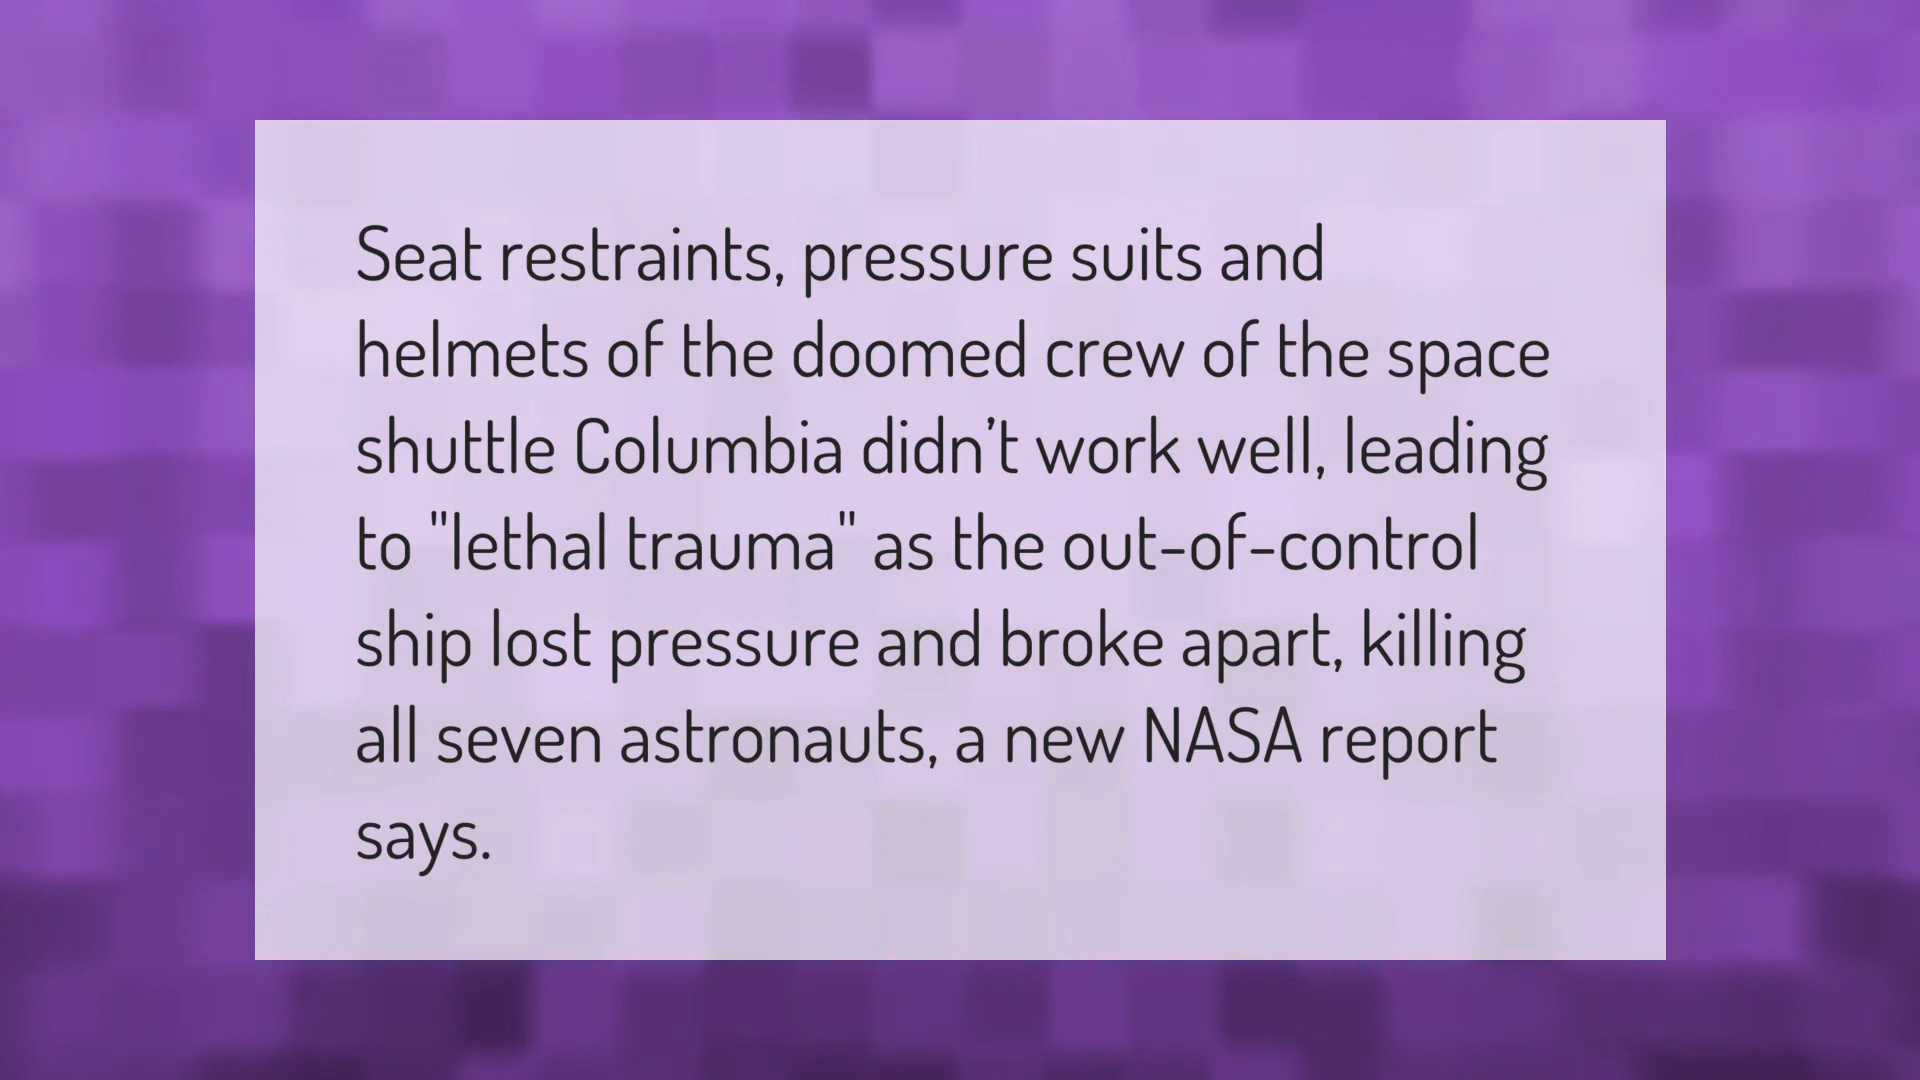 Seat restraints, pressure suits and
helmets of the doomed crew of the space
shuttle Columbia didn’t work well, leading
to "lethal trauma" as the out-of-control
ship lost pressure and broke apart, killing
all seven astronauts, a new NASA report
says.